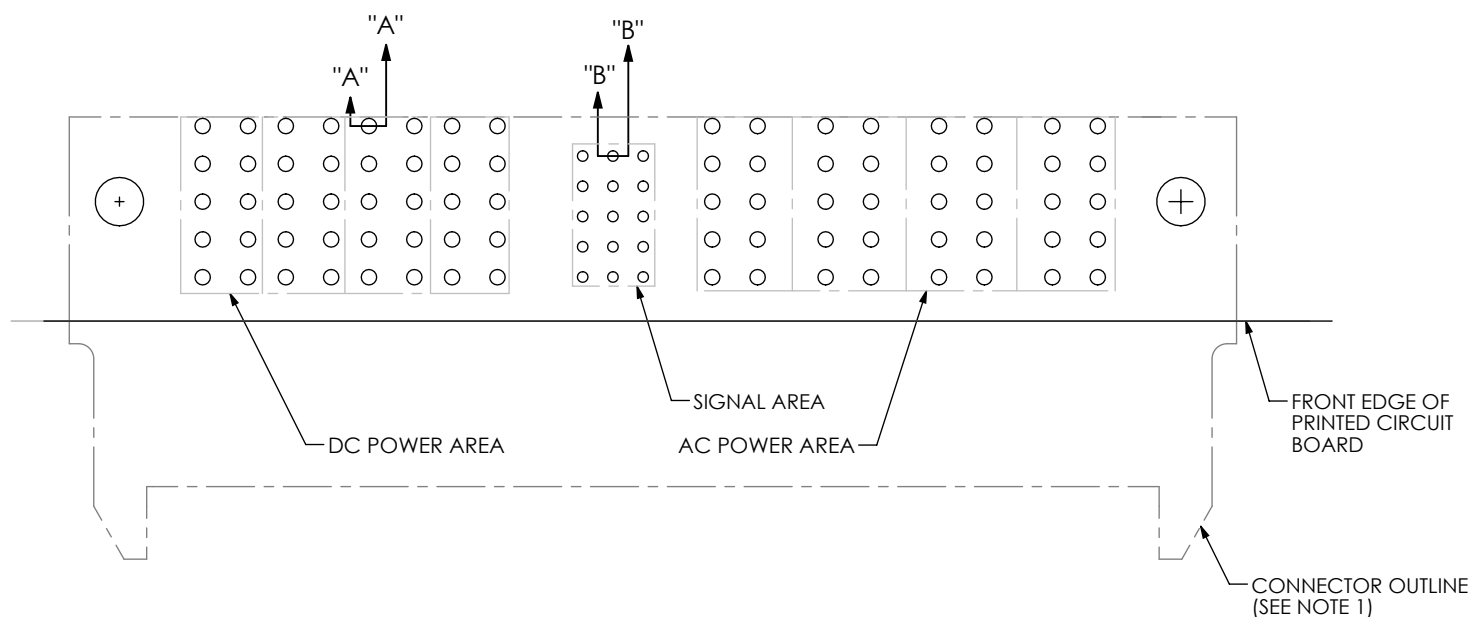 "A"
"B"
"A"
"B"
SIGNAL AREA
FRONT EDGE OF
PRINTED CIRCUIT
BOARD
DC POWER AREA
AC POWER AREA
CONNECTOR OUTLINE
(SEE NOTE 1)